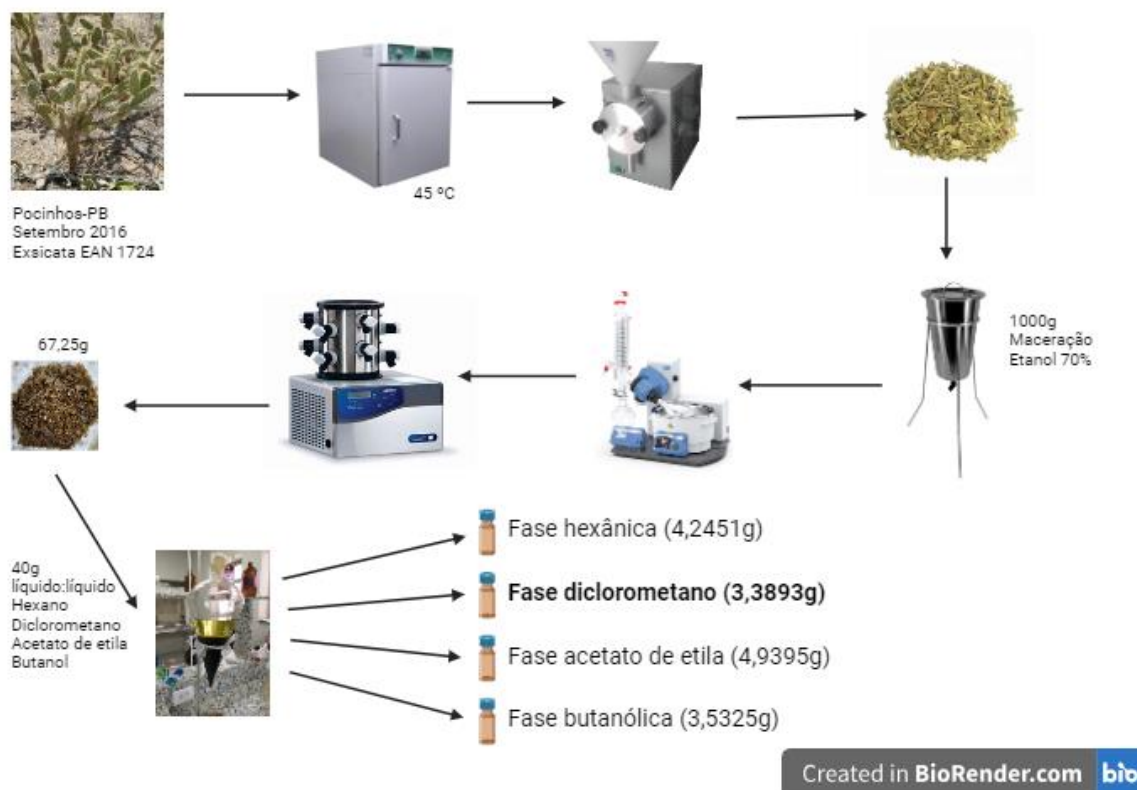 45 ºC
Pocinhos-PB
Setembro 2016
Exsicata EAN 1724
1000g
Maceração
Etanol 70%
67,25g
40g
líquido:líquido
Hexano
Diclorometano
Acetato de etila
Butanol
Fase hexânica (4,2451g)
Fase diclorometano (3,3893g)
Fase acetato de etila (4,9395g)
Fase butanólica (3,5325g)
Created in BioRender.com bio